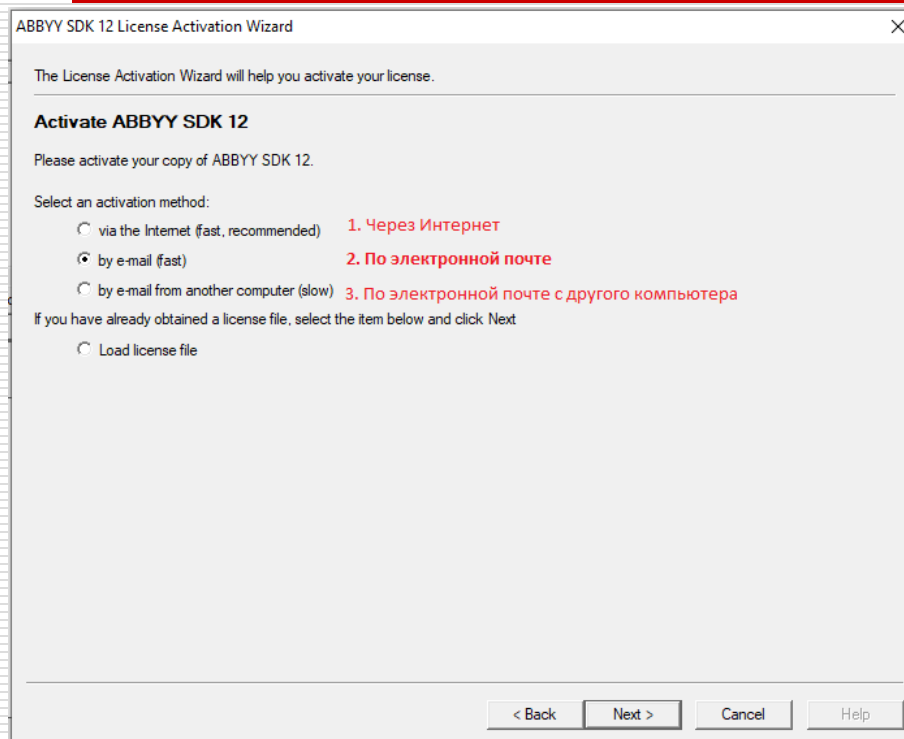 ABBYY SDK 12 License Activation Wizard
The License Activation Wizard will help you activate your license.
Activate ABBYY SDK 12
Please activate your copy of ABBYY SDK 12.
Select an activation method:
via the Internet (fast, recommended) 1. Через Интернет
by e-mail (fast) 2. По электронной почте
by e-mail from another computer (slow) 3. По электронной почте с другого компьютера
If you have already obtained a license file, select the item below and click Next
Load license file
< Back Next > Cancel Help